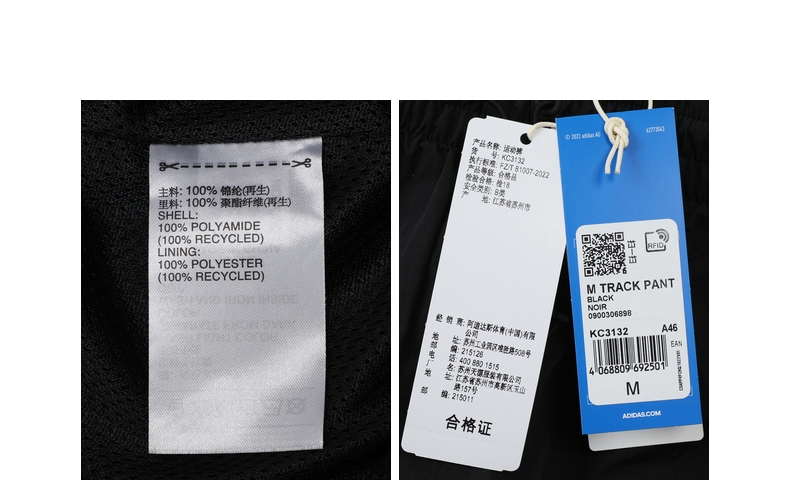 主料: 100% 锦纶(再生)
里料: 100% 聚酯纤维(再生)
SHELL:
100% POLYAMIDE
(100% RECYCLED)
LINING:
100% POLYESTER
(100% RECYCLED)
产品名称: 运动裤
货 号: KC3132
执行标准: FZ/T 81007-2022
产品等级: 合格品
检验合格: 检18
安全类别: B类
产 地: 江苏省苏州市
经 销 商: 阿迪达斯体育(中国)有限
公司
地 址: 苏州工业园区唯亭路508号
邮 编: 215126
电 话: 400 880 1515
厂 名: 苏州天骤服装有限公司
地 址: 江苏省苏州市高新区玉山
路157号
邮 编: 215011
合格证
© 2022 adidas AG
62773043
RFID
M TRACK PANT
BLACK
NOIR
0900306898
KC3132 A46
EAN
4 068809 692501
M
ADIDAS.COM